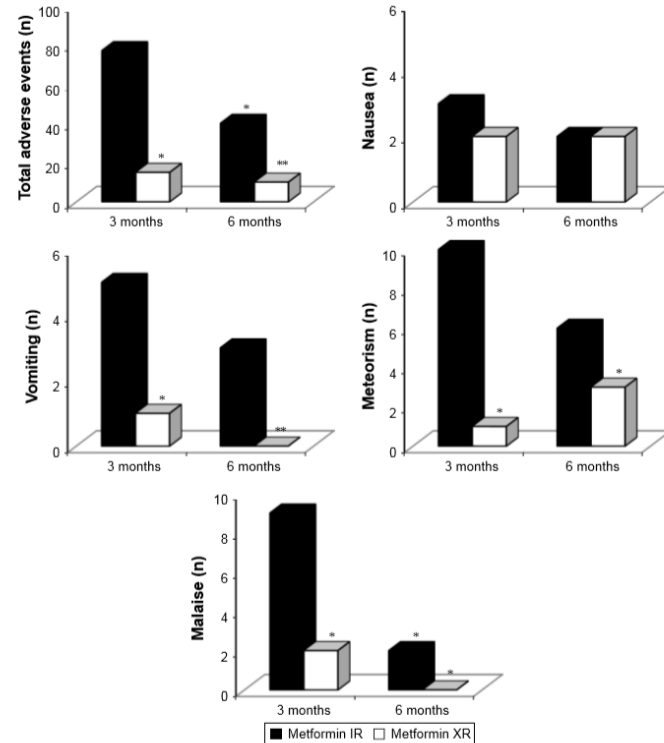 Total adverse events (n)
100
80
60
40
20
0
*
*
**
3 months
6 months
Nausea (n)
6
4
2
0
3 months
6 months
Vomiting (n)
6
4
2
0
*
**
3 months
6 months
Meteorism (n)
10
8
6
4
2
0
*
*
3 months
6 months
Malaise (n)
10
8
6
4
2
0
*
*
*
3 months
6 months
Metformin IR Metformin XR